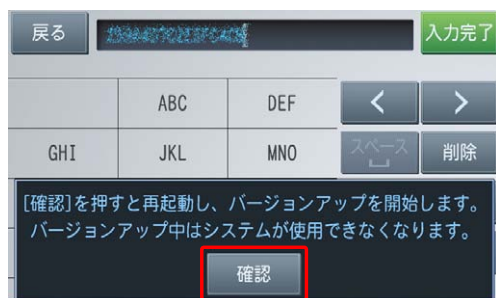 戻る
入力完了
ABC DEF < >
GHI JKL MNO スペース 削除
[確認]を押すと再起動し、バージョンアップを開始します。
バージョンアップ中はシステムが使用できなくなります。
確認